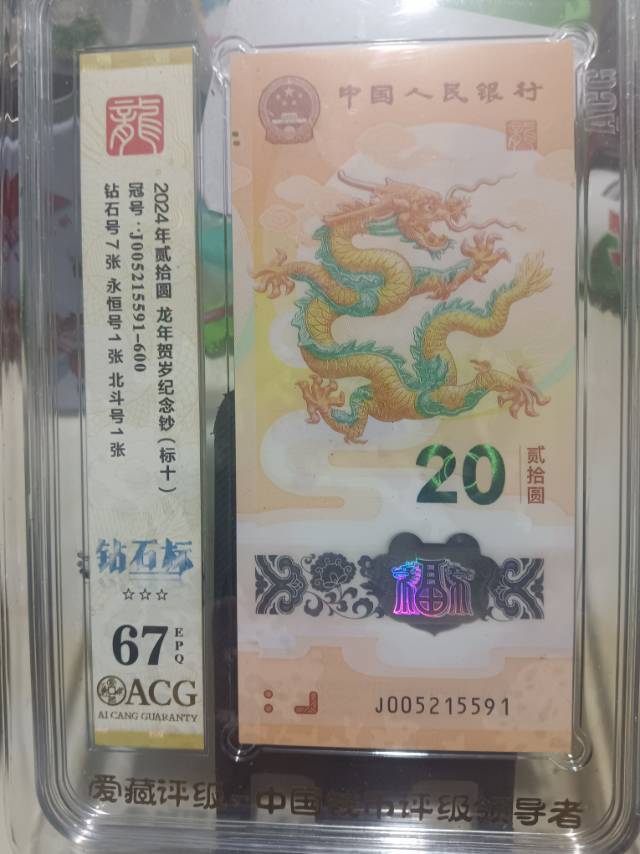 龍
2024年贰拾圆 龙年贺岁纪念钞(标十)
冠号:J005215591-600
钻石号7张 永恒号1张 北斗号1张
钻石标
☆☆☆
67 EPQ
ACG
AI CANG GUARANTY
中国人民银行
龍
20
贰拾圆
福
J005215591
爱藏评级 中国钱币评级领导者